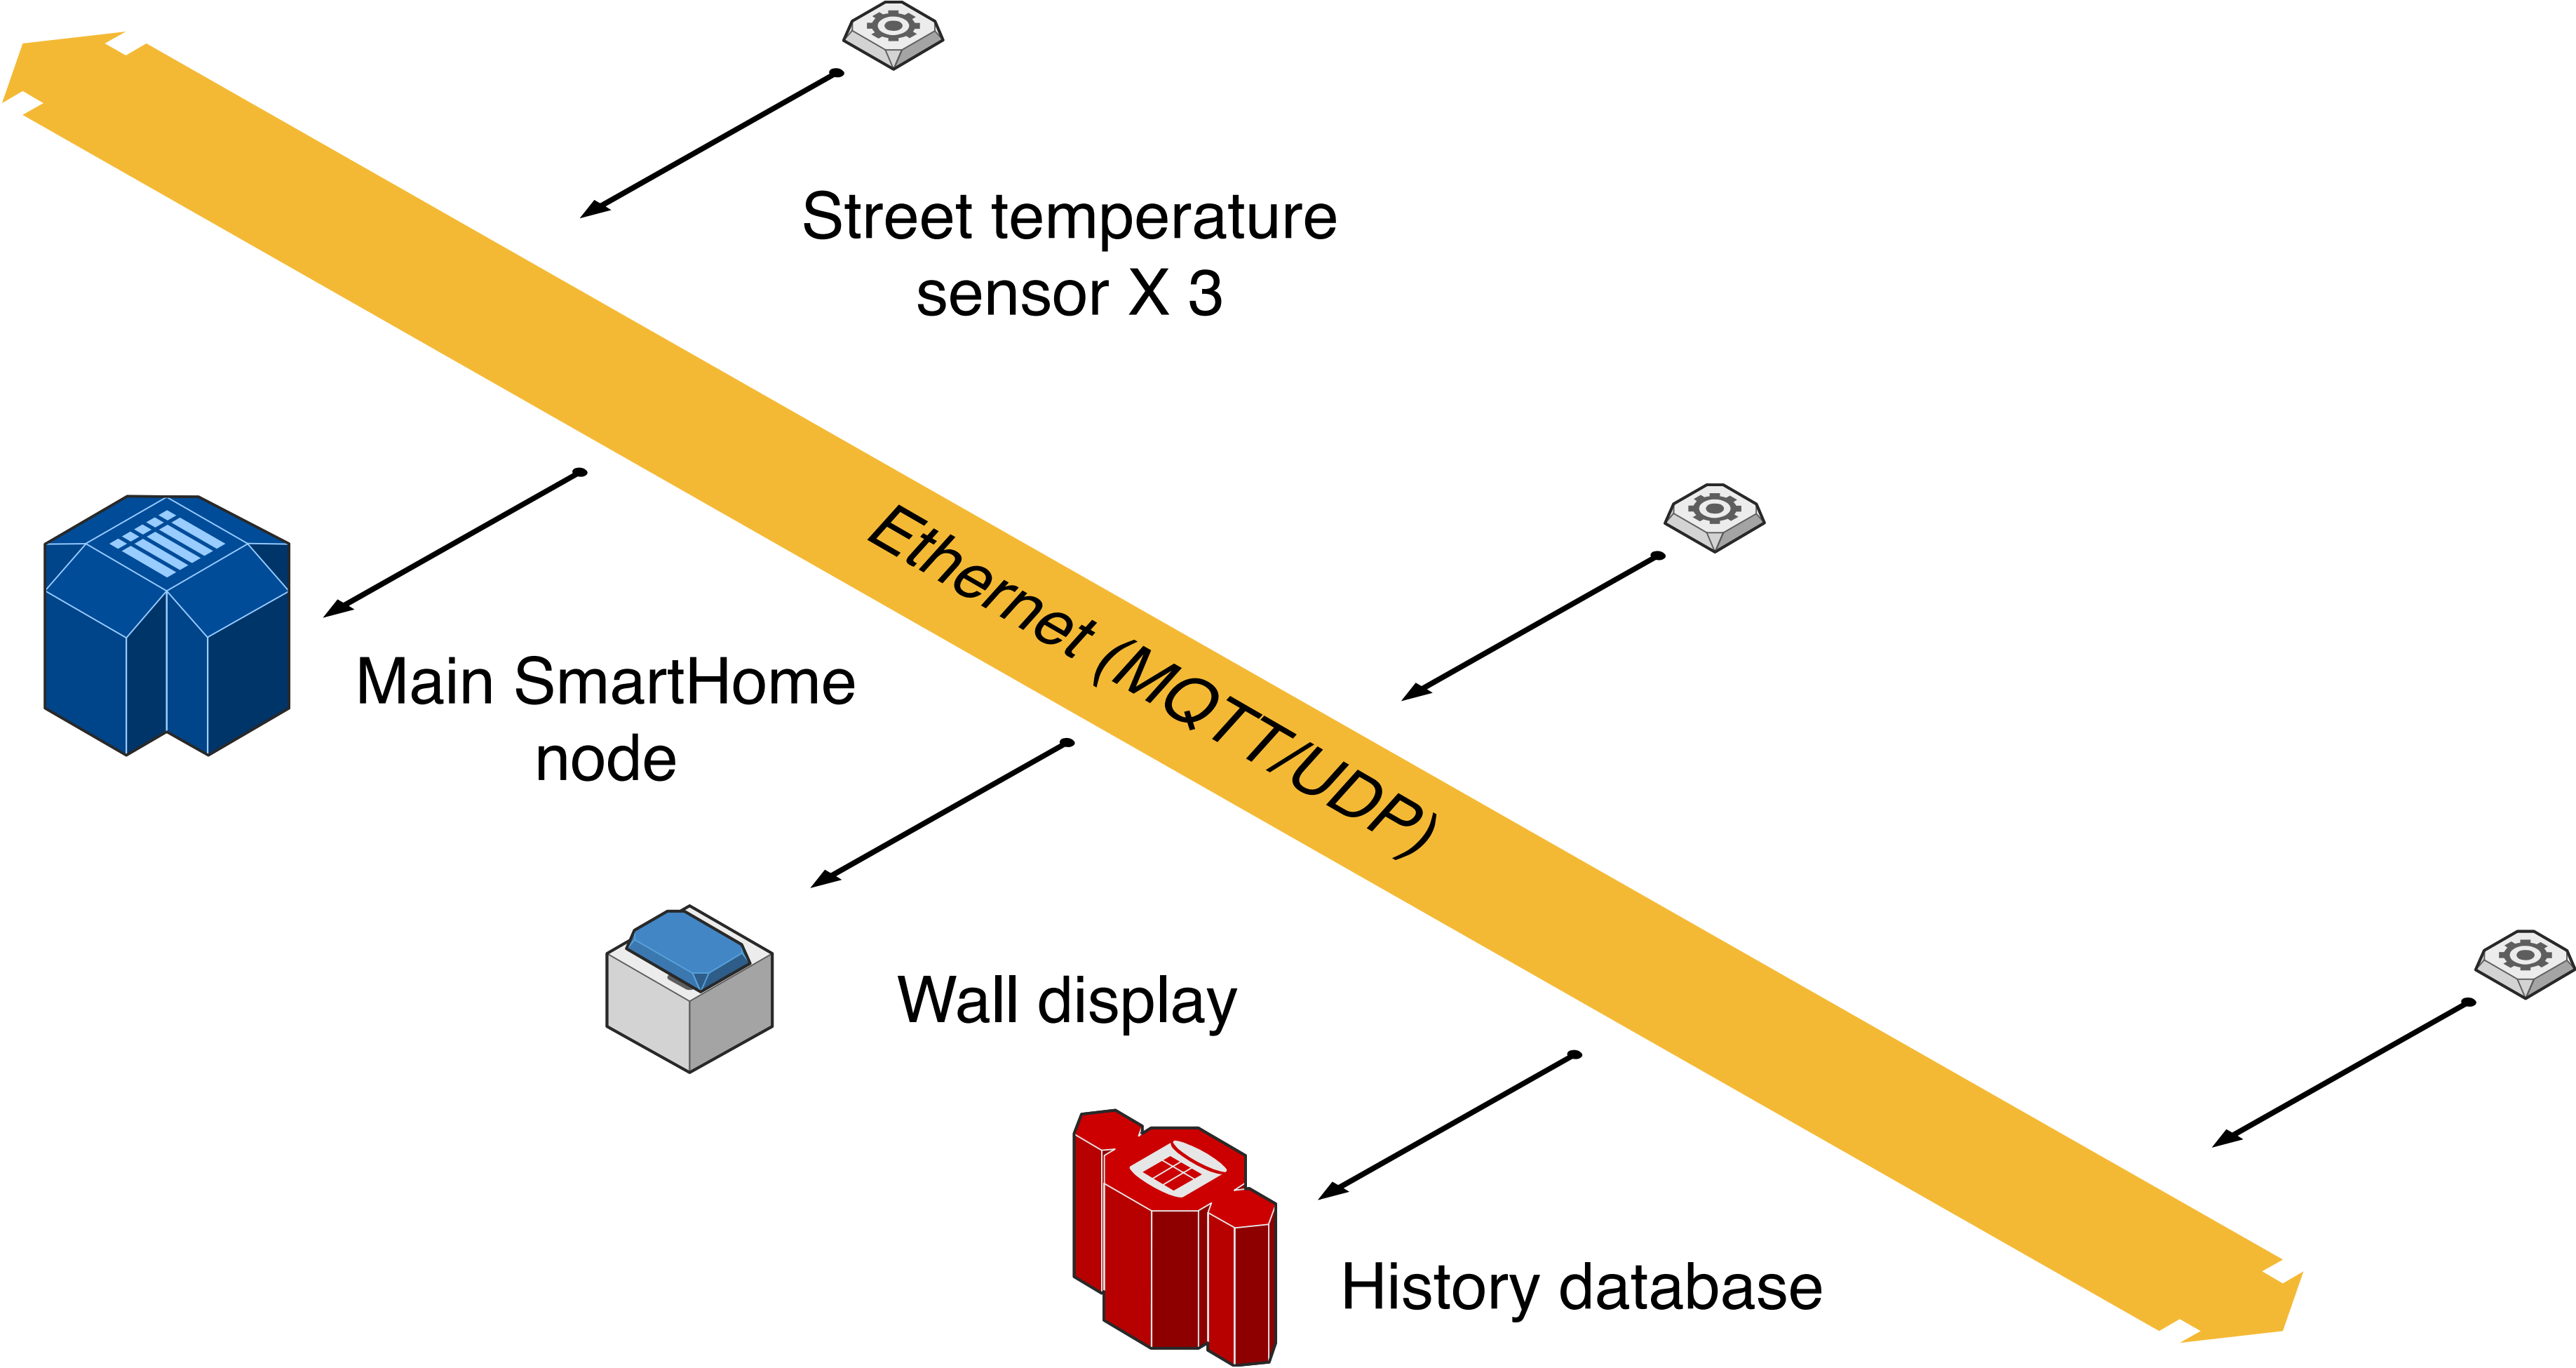 Street temperature
sensor X 3
Ethernet (MQTT/UDP)
Main SmartHome
node
Wall display
History database